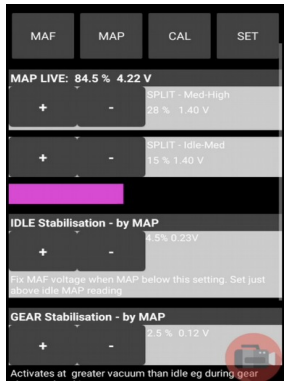 MAF MAP CAL SET
MAP LIVE: 84.5 % 4.22 V
SPLIT - Med-High
+ -
28 % 1.40 V
SPLIT - Idle-Med
+ -
15 % 1.40 V
IDLE Stabilisation - by MAP
4.5% 0.23V
+ -
Fix MAF voltage when MAP below this setting. Set just
above idle MAP reading
GEAR Stabilisation - by MAP
2.5 % 0.12 V
+ -
Activates at greater vacuum than idle eg during gear